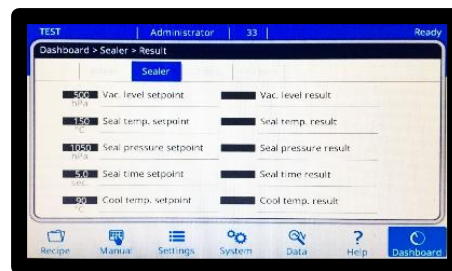 TEST | Administrator | 33 | Ready
Dashboard > Sealer > Result
Sealer
500 hPa Vac. level setpoint Vac. level result
150 °C Seal temp. setpoint Seal temp. result
1050 hPa Seal pressure setpoint Seal pressure result
5.0 sec. Seal time setpoint Seal time result
90 °C Cool temp. setpoint Cool temp. result
Recipe Manual Settings System Data Help Dashboard